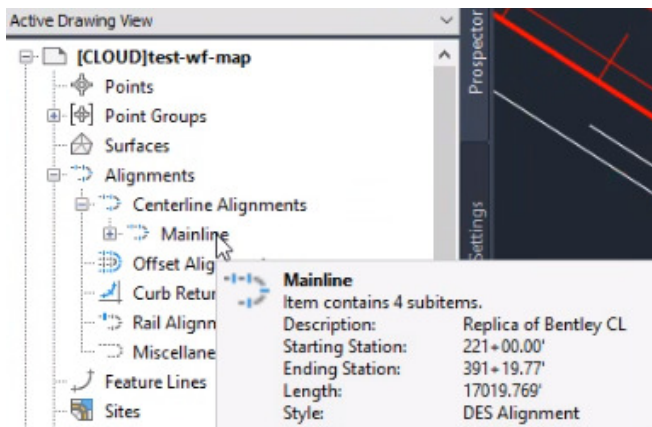 Active Drawing View
[CLOUD]test-wf-map
Points
Point Groups
Surfaces
Alignments
Centerline Alignments
Mainline
Offset Alig
Curb Retur
Rail Alignn
Miscellane
Feature Lines
Sites
Mainline
Item contains 4 subitems.
Description: Replica of Bentley CL
Starting Station: 221+00.00'
Ending Station: 391+19.77'
Length: 17019.769'
Style: DES Alignment
Prospector
Settings